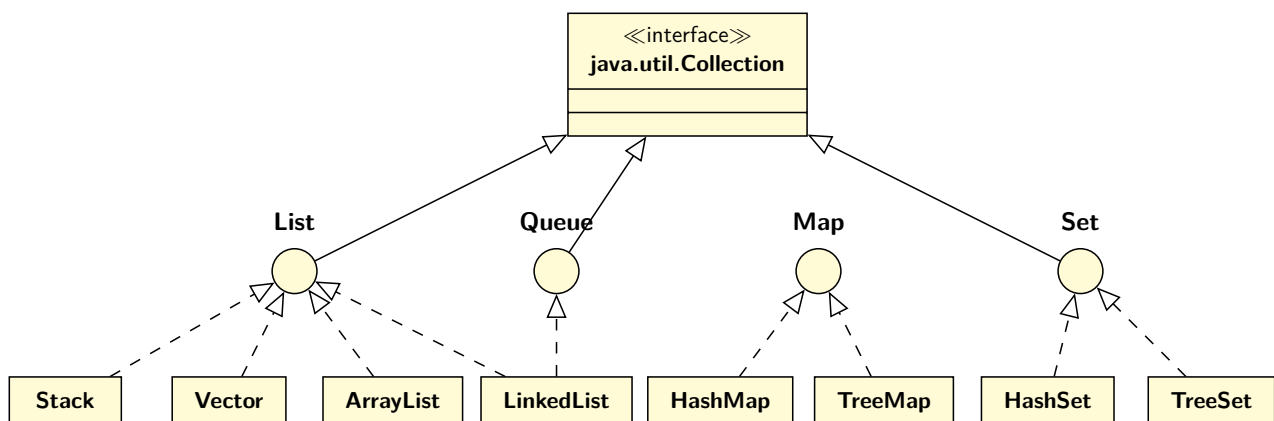 ≪interface≫
java.util.Collection
List
Queue
Map
Set
Stack
Vector
ArrayList
LinkedList
HashMap
TreeMap
HashSet
TreeSet